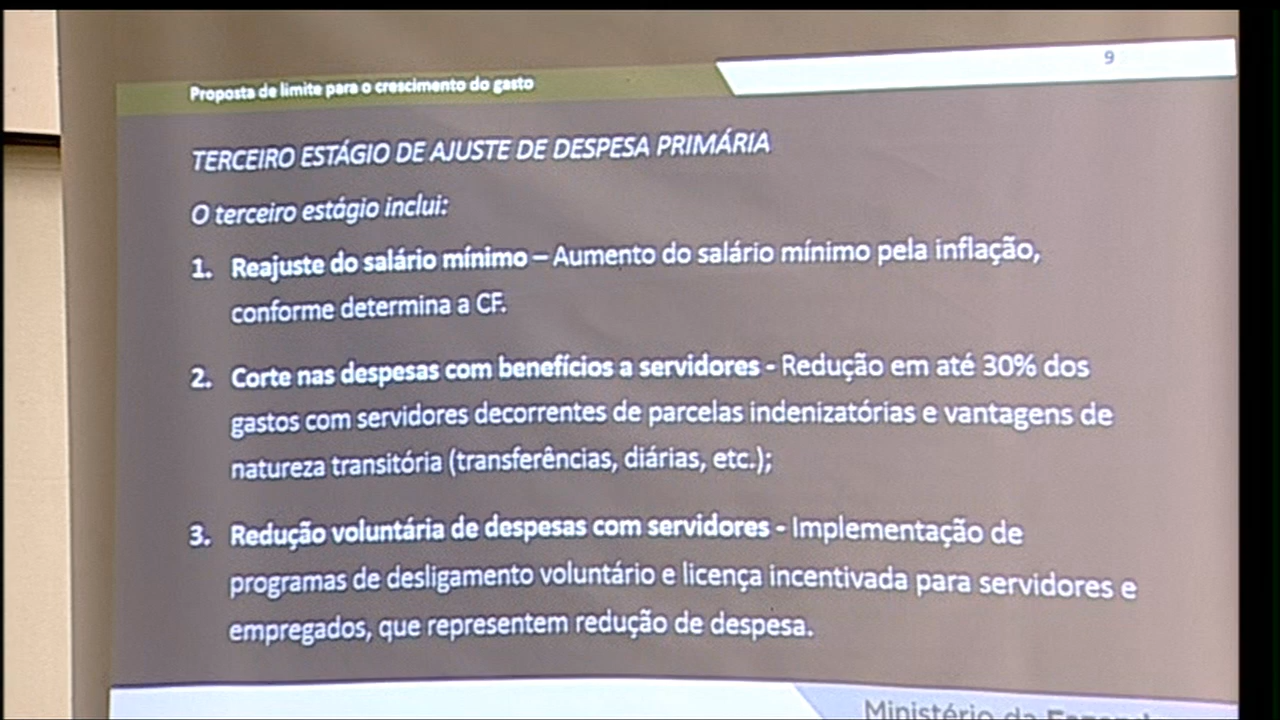 9
Proposta de limite para o crescimento do gasto
TERCEIRO ESTÁGIO DE AJUSTE DE DESPESA PRIMÁRIA
O terceiro estágio inclui:
1. Reajuste do salário mínimo – Aumento do salário mínimo pela inflação,
conforme determina a CF.
2. Corte nas despesas com benefícios a servidores - Redução em até 30% dos
gastos com servidores decorrentes de parcelas indenizatórias e vantagens de
natureza transitória (transferências, diárias, etc.);
3. Redução voluntária de despesas com servidores - Implementação de
programas de desligamento voluntário e licença incentivada para servidores e
empregados, que representem redução de despesa.
Ministério da